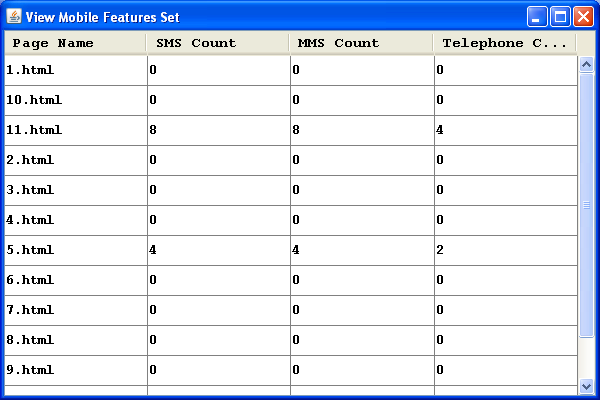 View Mobile Features Set
Page Name SMS Count MMS Count Telephone C...
1.html 0 0 0
10.html 0 0 0
11.html 8 8 4
2.html 0 0 0
3.html 0 0 0
4.html 0 0 0
5.html 4 4 2
6.html 0 0 0
7.html 0 0 0
8.html 0 0 0
9.html 0 0 0